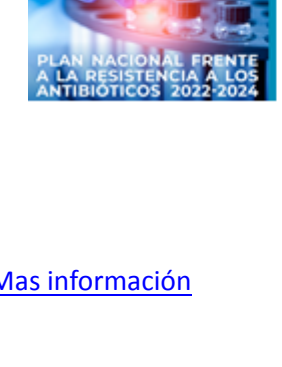 PLAN NACIONAL FRENTE
A LA RESISTENCIA A LOS
ANTIBIÓTICOS 2022-2024
Mas información